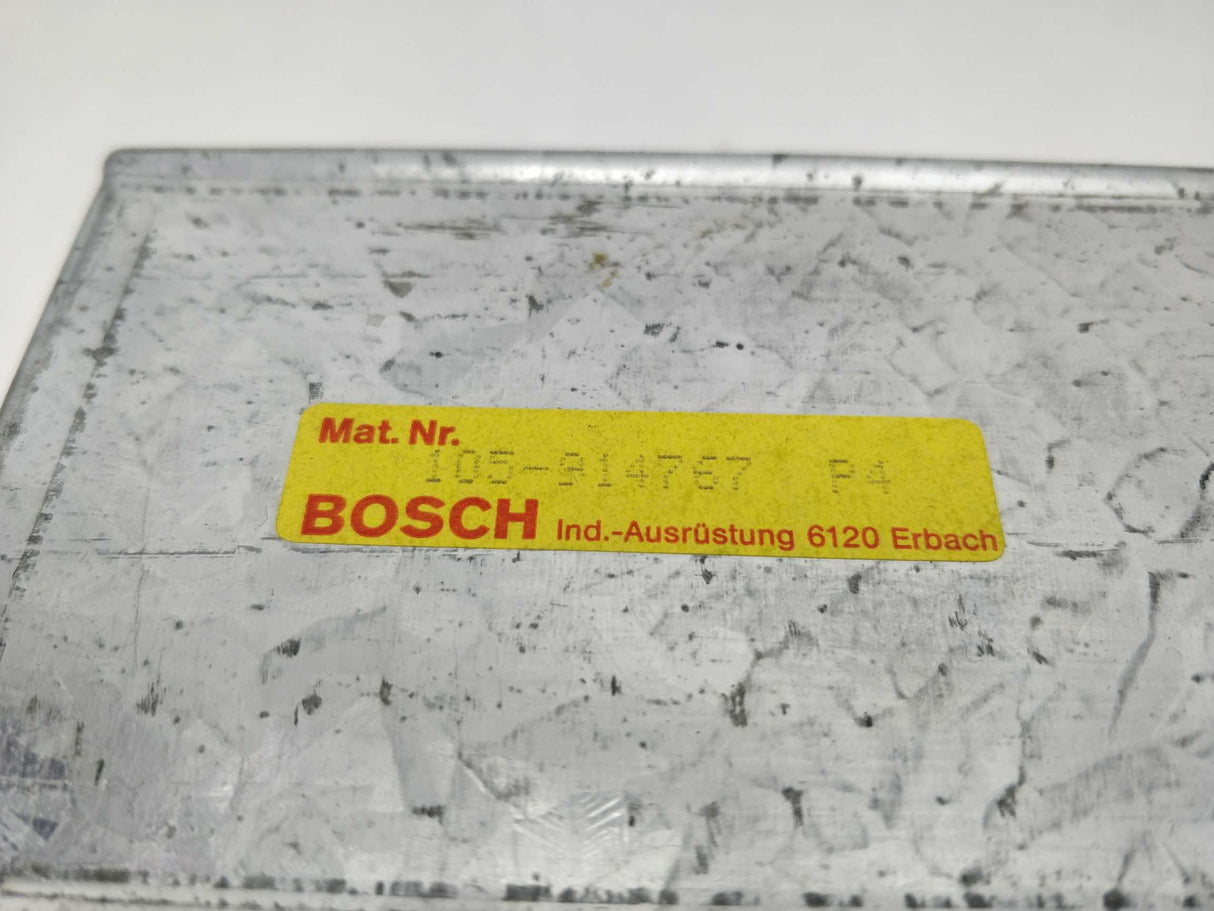 Mat. Nr.
105-914767 P4
BOSCH Ind.-Ausrüstung 6120 Erbach